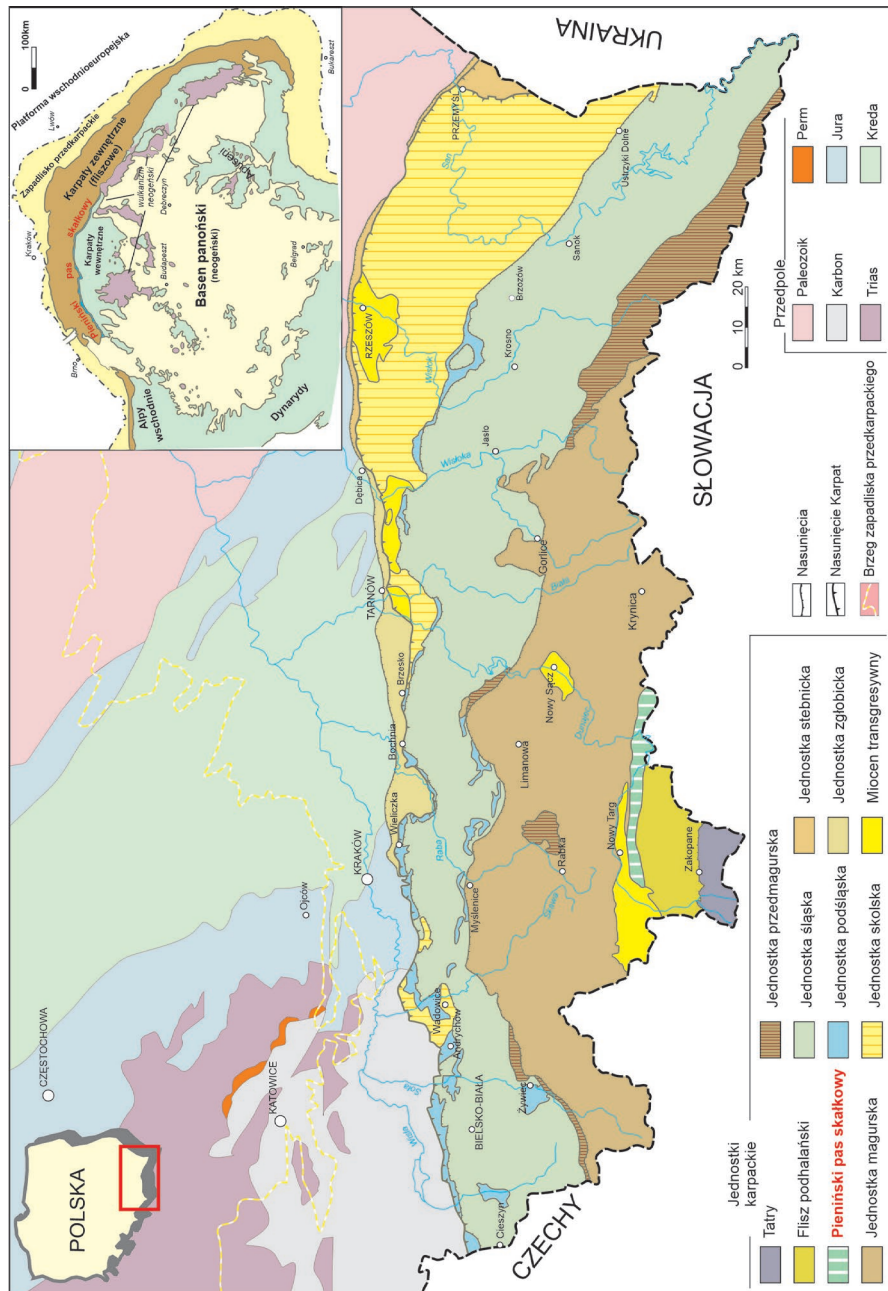 POLSKA
CZĘSTOCHOWA
KATOWICE
Ojców
KRAKÓW
Wieliczka
Bochnia
Brzesko
TARNÓW
Dębica
RZESZÓW
PRZEMYŚL
Wisła
Soła
Skawa
Raba
Dunajec
Biała
Wisłoka
Wisłok
San
Cieszyn
BIELSKO-BIAŁA
Andrychów
Wadowice
Żywiec
Myślenice
Rabka
Limanowa
Nowy Sącz
Nowy Targ
Zakopane
Krynica
Gorlice
Jasło
Krosno
Brzozów
Sanok
Ustrzyki Dolne
CZECHY
SŁOWACJA
UKRAINA
0 10 20 km
0 100km
Platforma wschodnioeuropejska
Zapadlisko przedkarpackie
Lwów
Kraków
Karpaty zewnętrzne
(fliszowe)
Pieniński pas skałkowy
Karpaty
wewnętrzne
wulkanizm
neogeński
Brno
Alpy
wschodnie
Budapeszt
Debreczyn
Apuseni
Basen panoński
(neogeński)
Belgrad
Bukareszt
Dynarydy
Jednostki
karpackie
Tatry
Flisz podhalański
Pieniński pas skałkowy
Jednostka magurska
Jednostka przedmagurska
Jednostka śląska
Jednostka podśląska
Jednostka skolska
Jednostka stebnicka
Jednostka zgłobicka
Miocen transgresywny
Nasunięcia
Nasunięcie Karpat
Brzeg zapadliska przedkarpackiego
Przedpole
Paleozoik
Karbon
Trias
Perm
Jura
Kreda